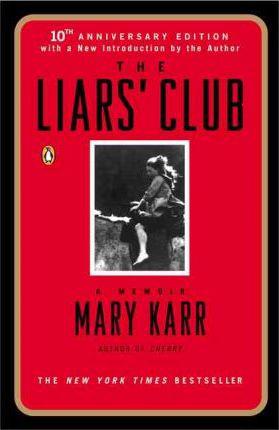 10TH ANNIVERSARY EDITION
with a New Introduction by the Author
THE
LIARS' CLUB
A MEMOIR
MARY KARR
AUTHOR OF CHERRY
THE NEW YORK TIMES BESTSELLER